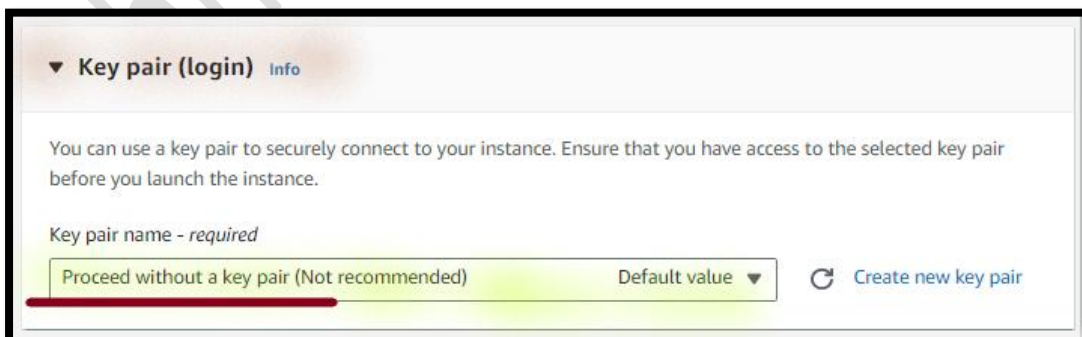 Key pair (login) Info
You can use a key pair to securely connect to your instance. Ensure that you have access to the selected key pair
before you launch the instance.
Key pair name - required
Proceed without a key pair (Not recommended) Default value Create new key pair